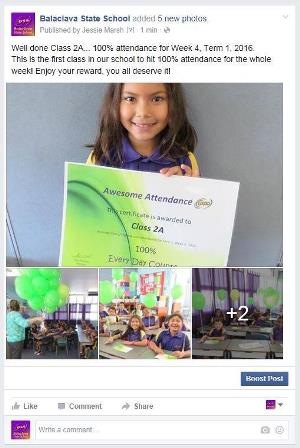 Balaclava State School added 5 new photos.
Published by Jessie Marsh
1 min
Well done Class 2A... 100% attendance for Week 4, Term 1, 2016.
This is the first class in our school to hit 100% attendance for the whole
week! Enjoy your reward, you all deserve it!
Awesome Attendance
This certificate is awarded to
Class 2A
100%
Every Day Counts
+2
Boost Post
Like
Comment
Share
Write a comment...